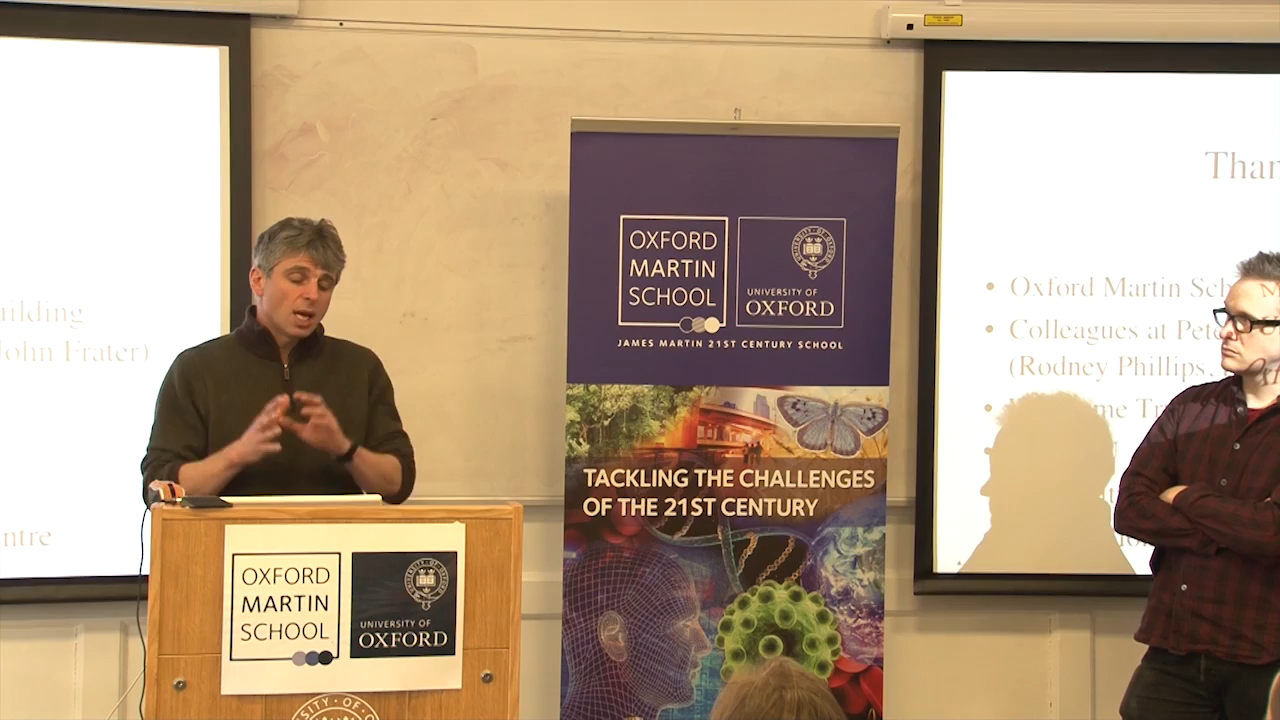 uilding
John Frater)
ntre
OXFORD
MARTIN
SCHOOL
UNIVERSITY OF
OXFORD
OXFORD
MARTIN
SCHOOL
UNIVERSITY OF
OXFORD
JAMES MARTIN 21ST CENTURY SCHOOL
TACKLING THE CHALLENGES
OF THE 21ST CENTURY
Than
• Oxford Martin Sch
• Colleagues at Pete
(Rodney Phillips,